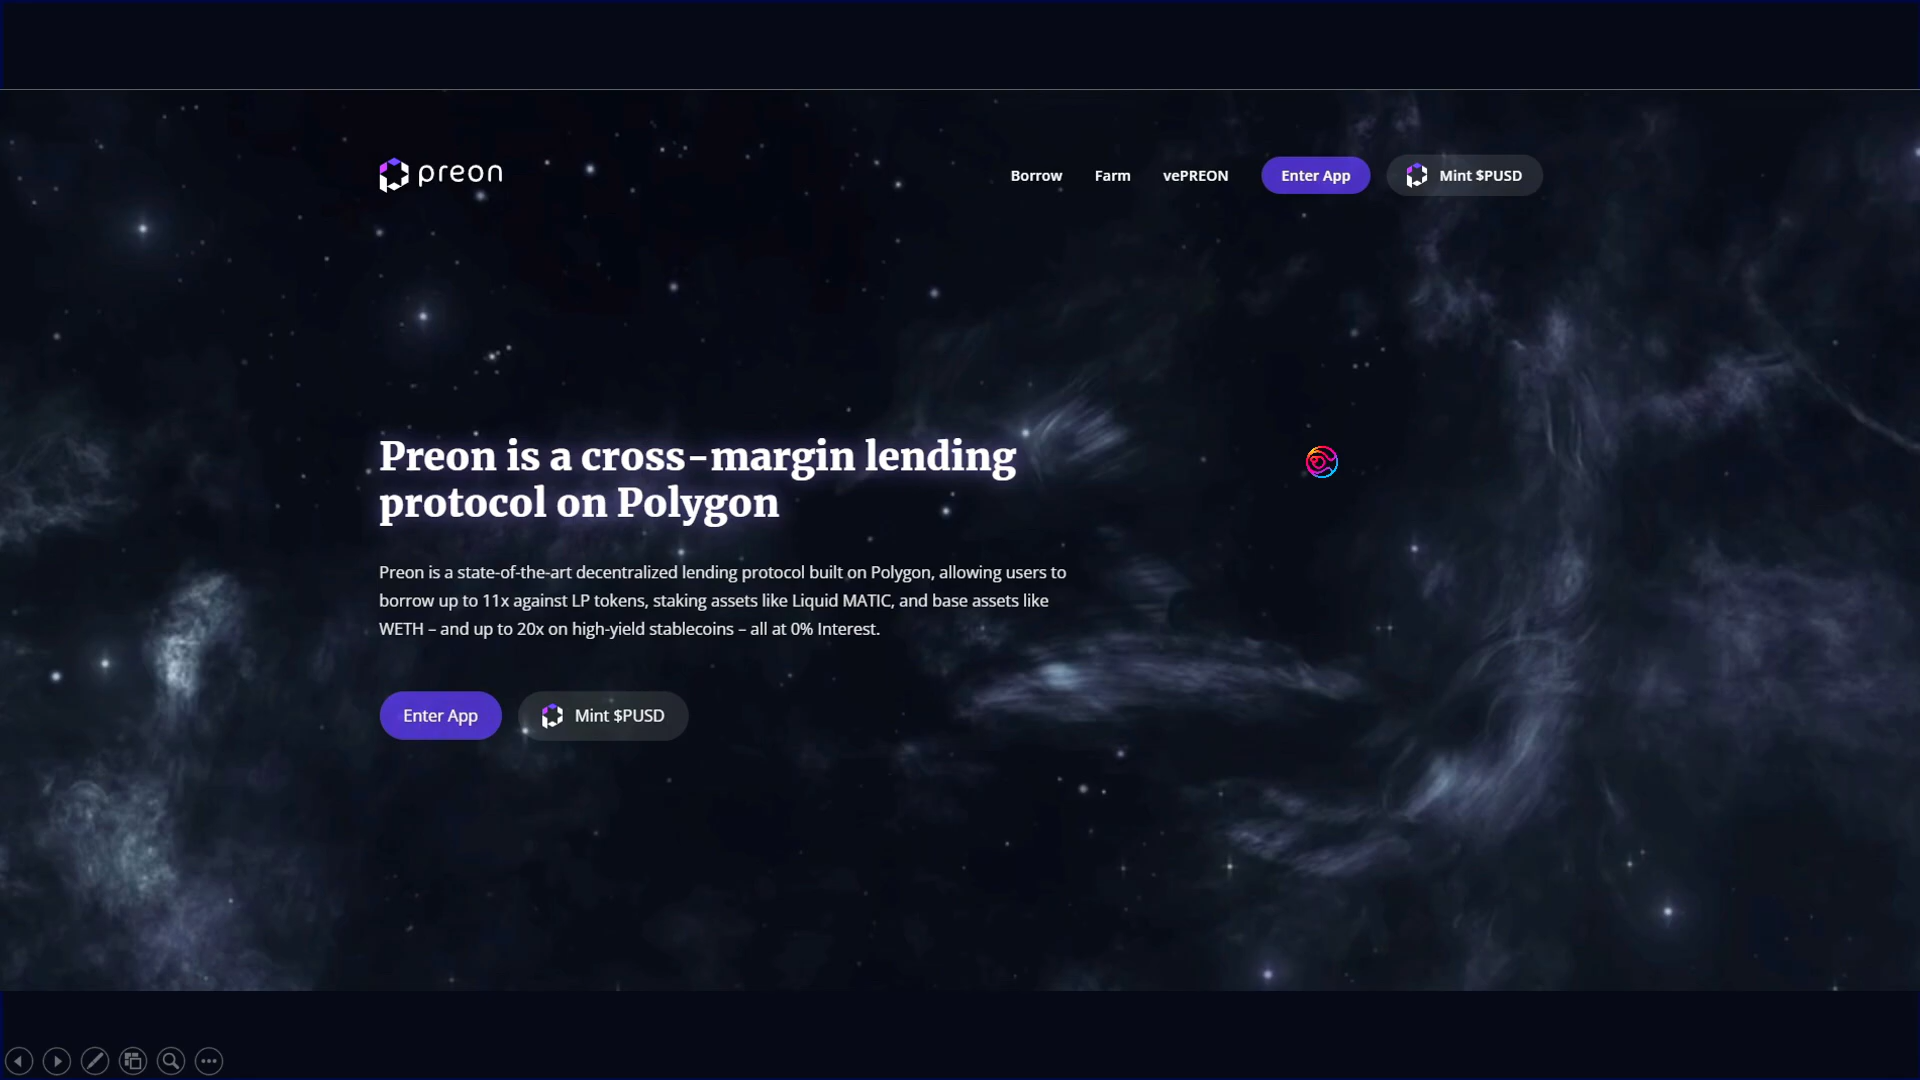 preon
Borrow Farm vePREON Enter App Mint $PUSD
Preon is a cross-margin lending
protocol on Polygon
Preon is a state-of-the-art decentralized lending protocol built on Polygon, allowing users to
borrow up to 11x against LP tokens, staking assets like Liquid MATIC, and base assets like
WETH – and up to 20x on high-yield stablecoins – all at 0% Interest.
Enter App Mint $PUSD